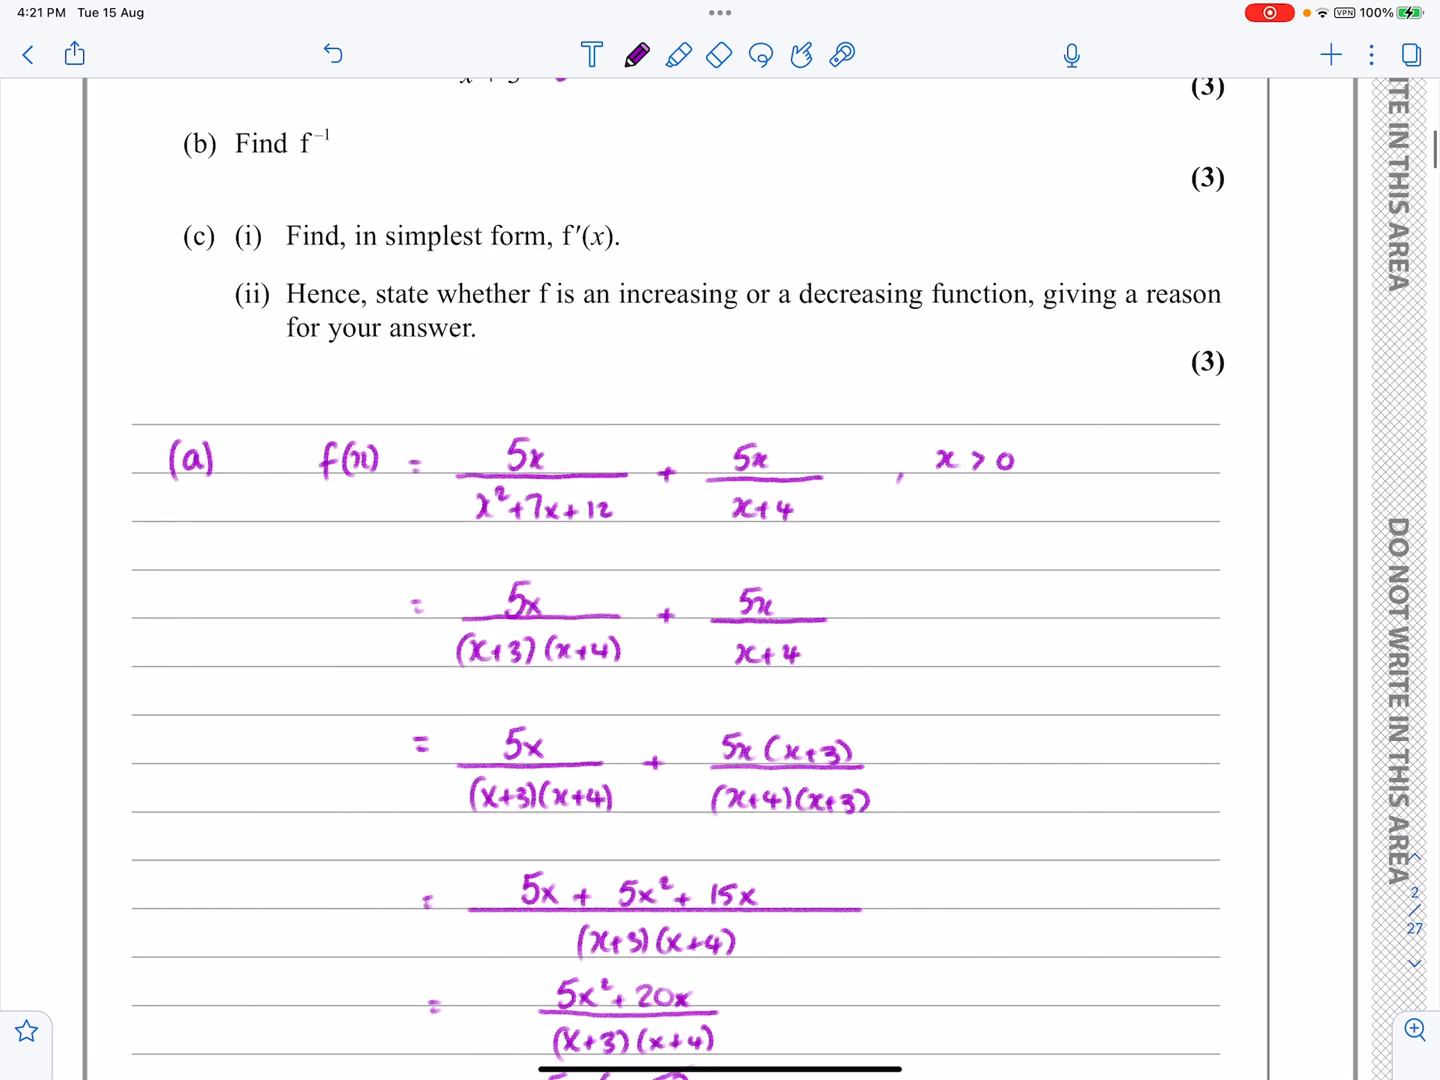 4:21 PM Tue 15 Aug
VPN 100%
(3)
(b) Find f⁻¹
(3)
(c) (i) Find, in simplest form, f′(x).
(ii) Hence, state whether f is an increasing or a decreasing function, giving a reason
for your answer.
(3)
(a) f(x) = 5x/(x²+7x+12) + 5x/(x+4) , x > 0
= 5x/((x+3)(x+4)) + 5x/(x+4)
= 5x/((x+3)(x+4)) + 5x(x+3)/((x+4)(x+3))
= (5x + 5x² + 15x)/((x+3)(x+4))
= (5x² + 20x)/((x+3)(x+4))
TE IN THIS AREA
DO NOT WRITE IN THIS AREA
2
/
27